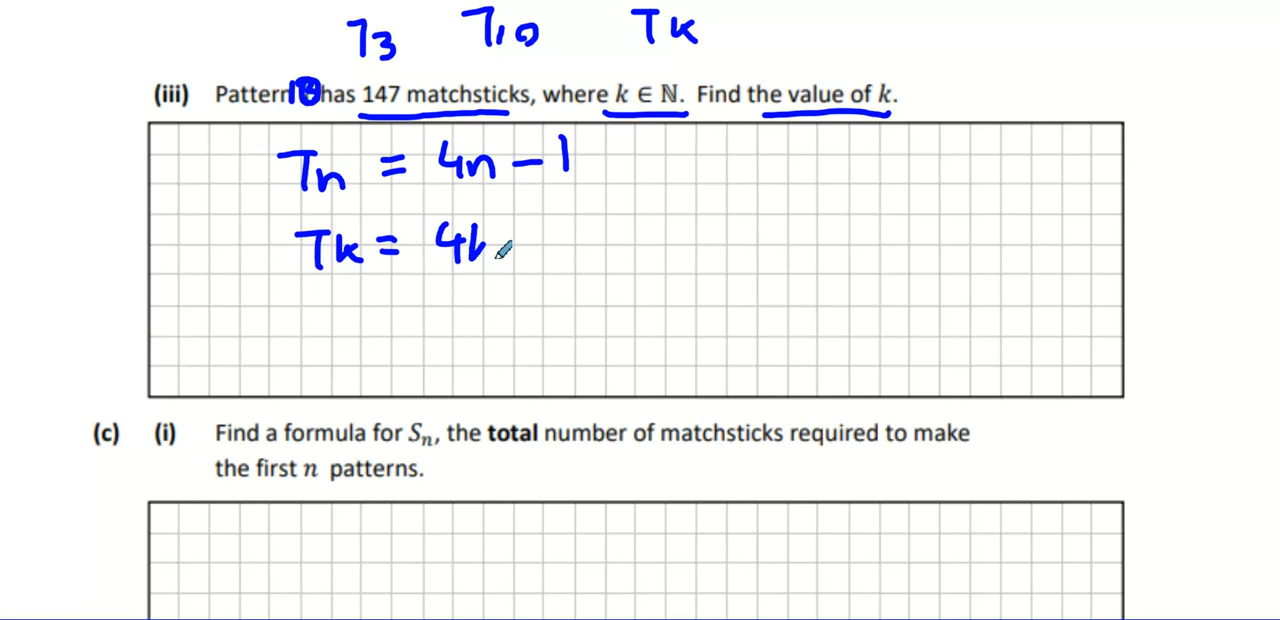 T3 T10 Tk
(iii) Pattern has 147 matchsticks, where k ∈ ℕ. Find the value of k.
Tn = 4n - 1
Tk = 4k
(c) (i) Find a formula for Sₙ, the total number of matchsticks required to make
the first n patterns.